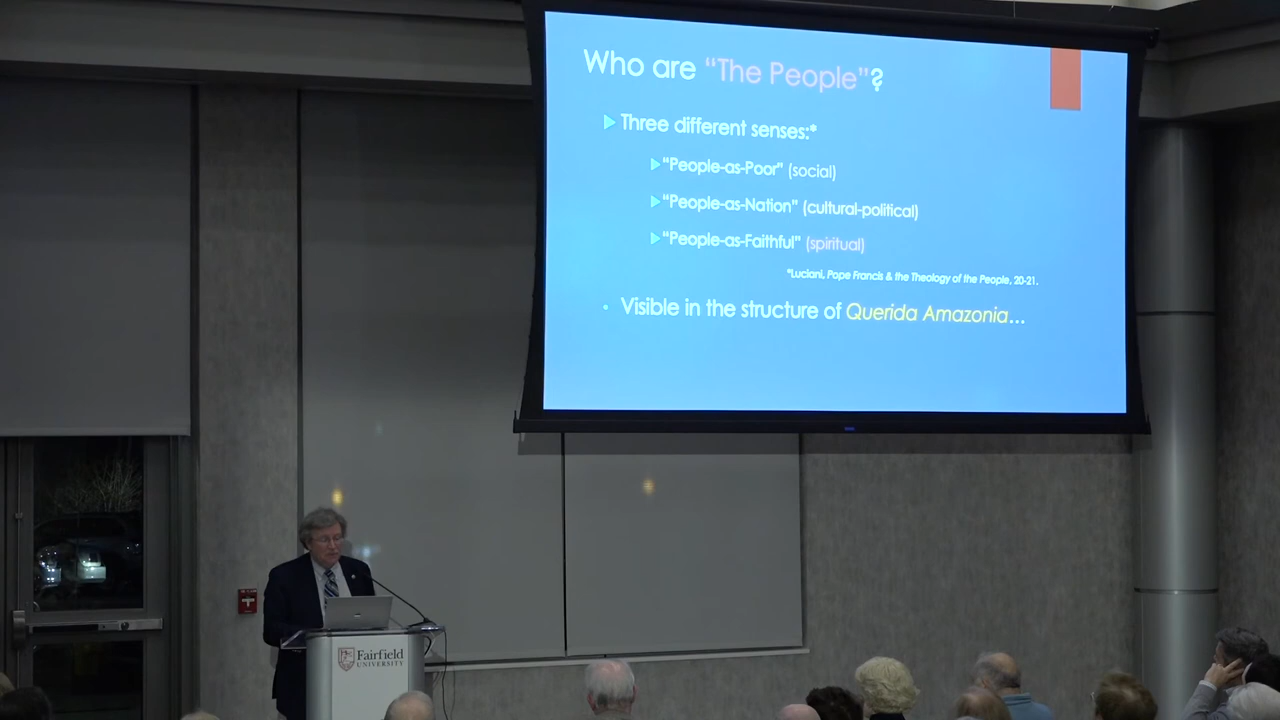 Who are “The People”?
Three different senses:*
“People-as-Poor” (social)
“People-as-Nation” (cultural-political)
“People-as-Faithful” (spiritual)
*Luciani, Pope Francis & the Theology of the People, 20-21.
• Visible in the structure of Querida Amazonia...
Fairfield
UNIVERSITY